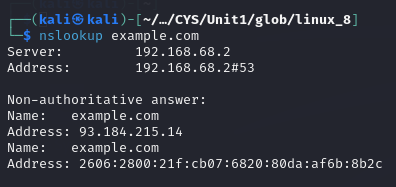 (kali㉿kali)-[~/…/CYS/Unit1/glob/linux_8]
$ nslookup example.com
Server: 192.168.68.2
Address: 192.168.68.2#53
Non-authoritative answer:
Name: example.com
Address: 93.184.215.14
Name: example.com
Address: 2606:2800:21f:cb07:6820:80da:af6b:8b2c